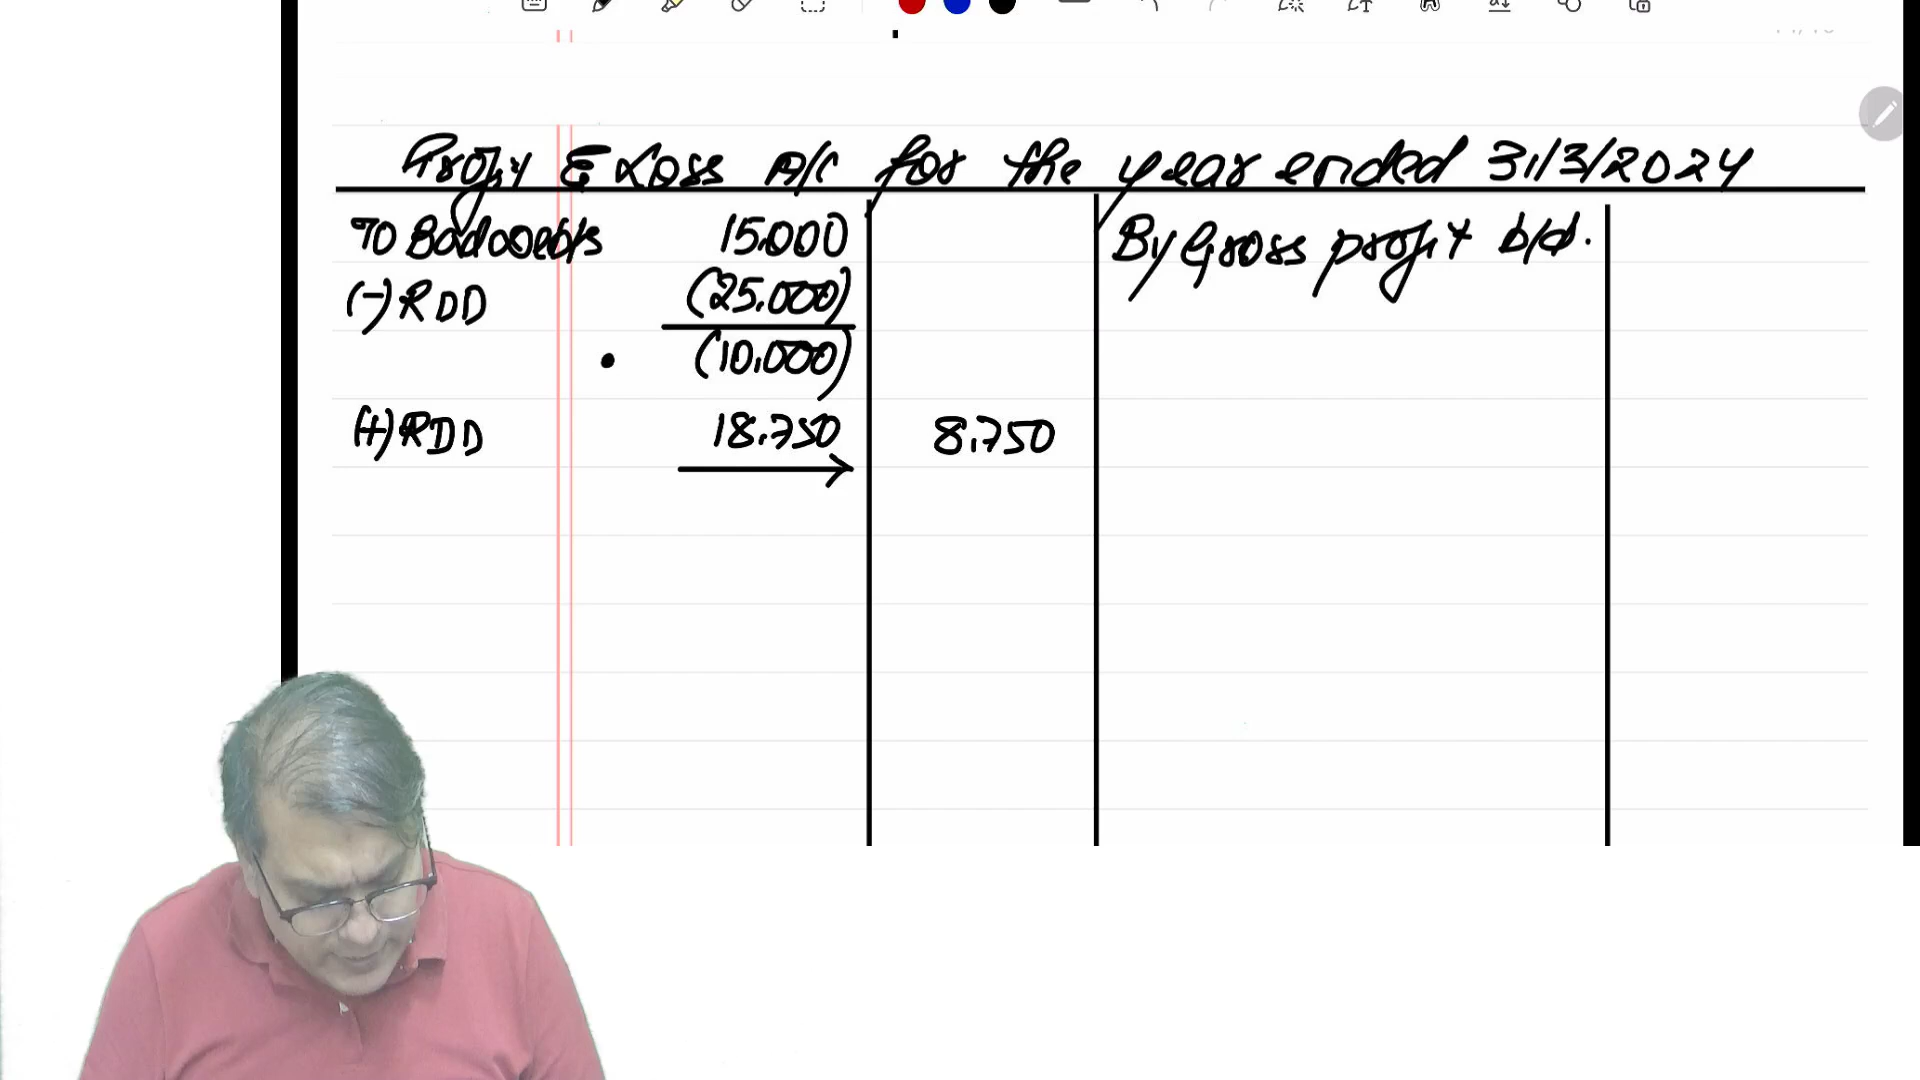 Profit & Loss A/c for the year ended 31/3/2024
To Bad debts 15,000 By Gross profit b/d.
(-) RDD (25,000)
(10,000)
(+) RDD 18,750 8,750